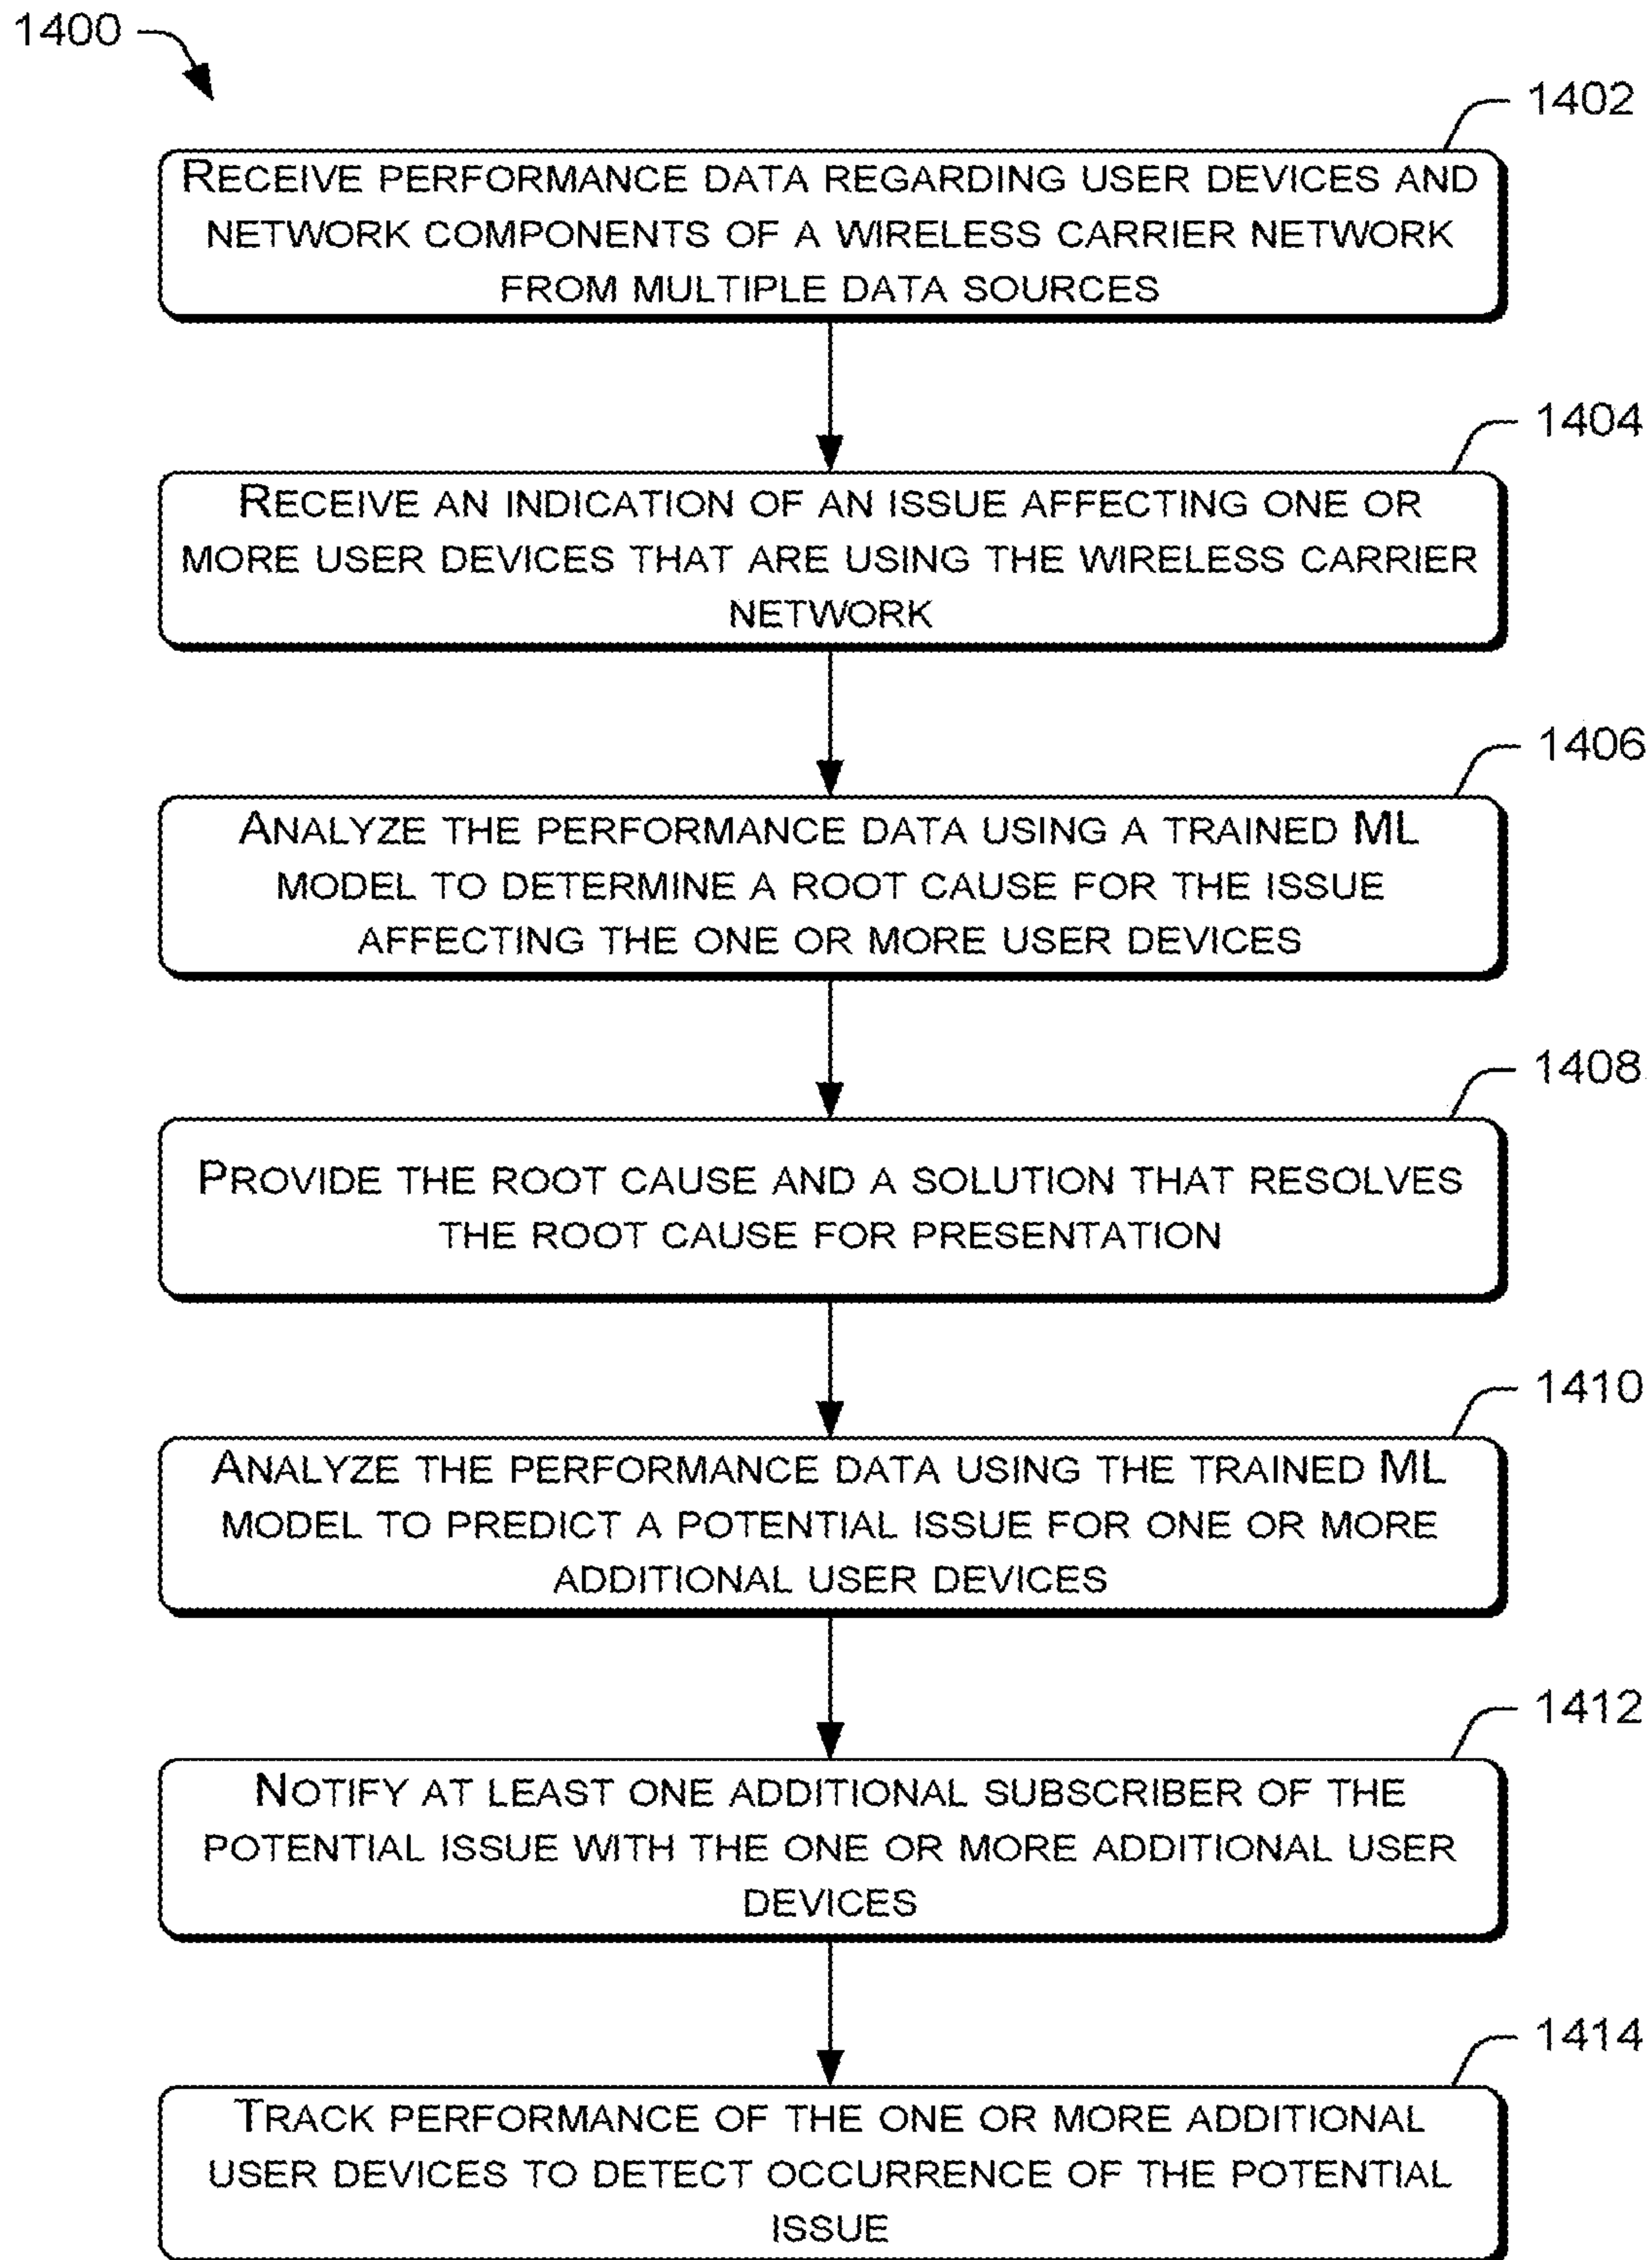 1400
1402
RECEIVE PERFORMANCE DATA REGARDING USER DEVICES AND
NETWORK COMPONENTS OF A WIRELESS CARRIER NETWORK
FROM MULTIPLE DATA SOURCES
1404
RECEIVE AN INDICATION OF AN ISSUE AFFECTING ONE OR
MORE USER DEVICES THAT ARE USING THE WIRELESS CARRIER
NETWORK
1406
ANALYZE THE PERFORMANCE DATA USING A TRAINED ML
MODEL TO DETERMINE A ROOT CAUSE FOR THE ISSUE
AFFECTING THE ONE OR MORE USER DEVICES
1408
PROVIDE THE ROOT CAUSE AND A SOLUTION THAT RESOLVES
THE ROOT CAUSE FOR PRESENTATION
1410
ANALYZE THE PERFORMANCE DATA USING THE TRAINED ML
MODEL TO PREDICT A POTENTIAL ISSUE FOR ONE OR MORE
ADDITIONAL USER DEVICES
1412
NOTIFY AT LEAST ONE ADDITIONAL SUBSCRIBER OF THE
POTENTIAL ISSUE WITH THE ONE OR MORE ADDITIONAL USER
DEVICES
1414
TRACK PERFORMANCE OF THE ONE OR MORE ADDITIONAL
USER DEVICES TO DETECT OCCURRENCE OF THE POTENTIAL
ISSUE